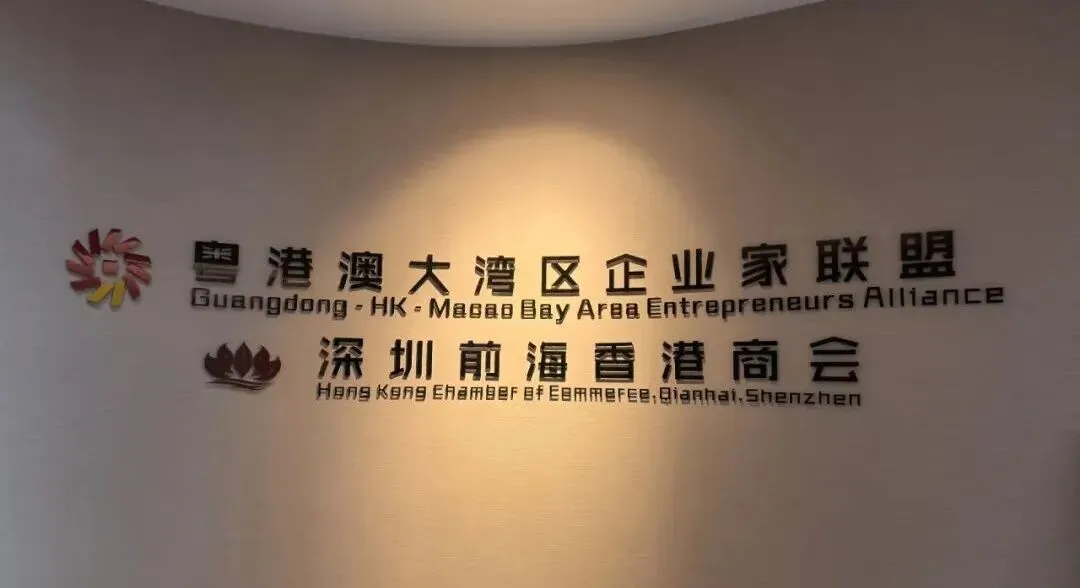 粤港澳大湾区企业家联盟
Guangdong - HK - Macao Bay Area Entrepreneurs Alliance
深圳前海香港商会
Hong Kong Chamber of Commerce, Qianhai, Shenzhen